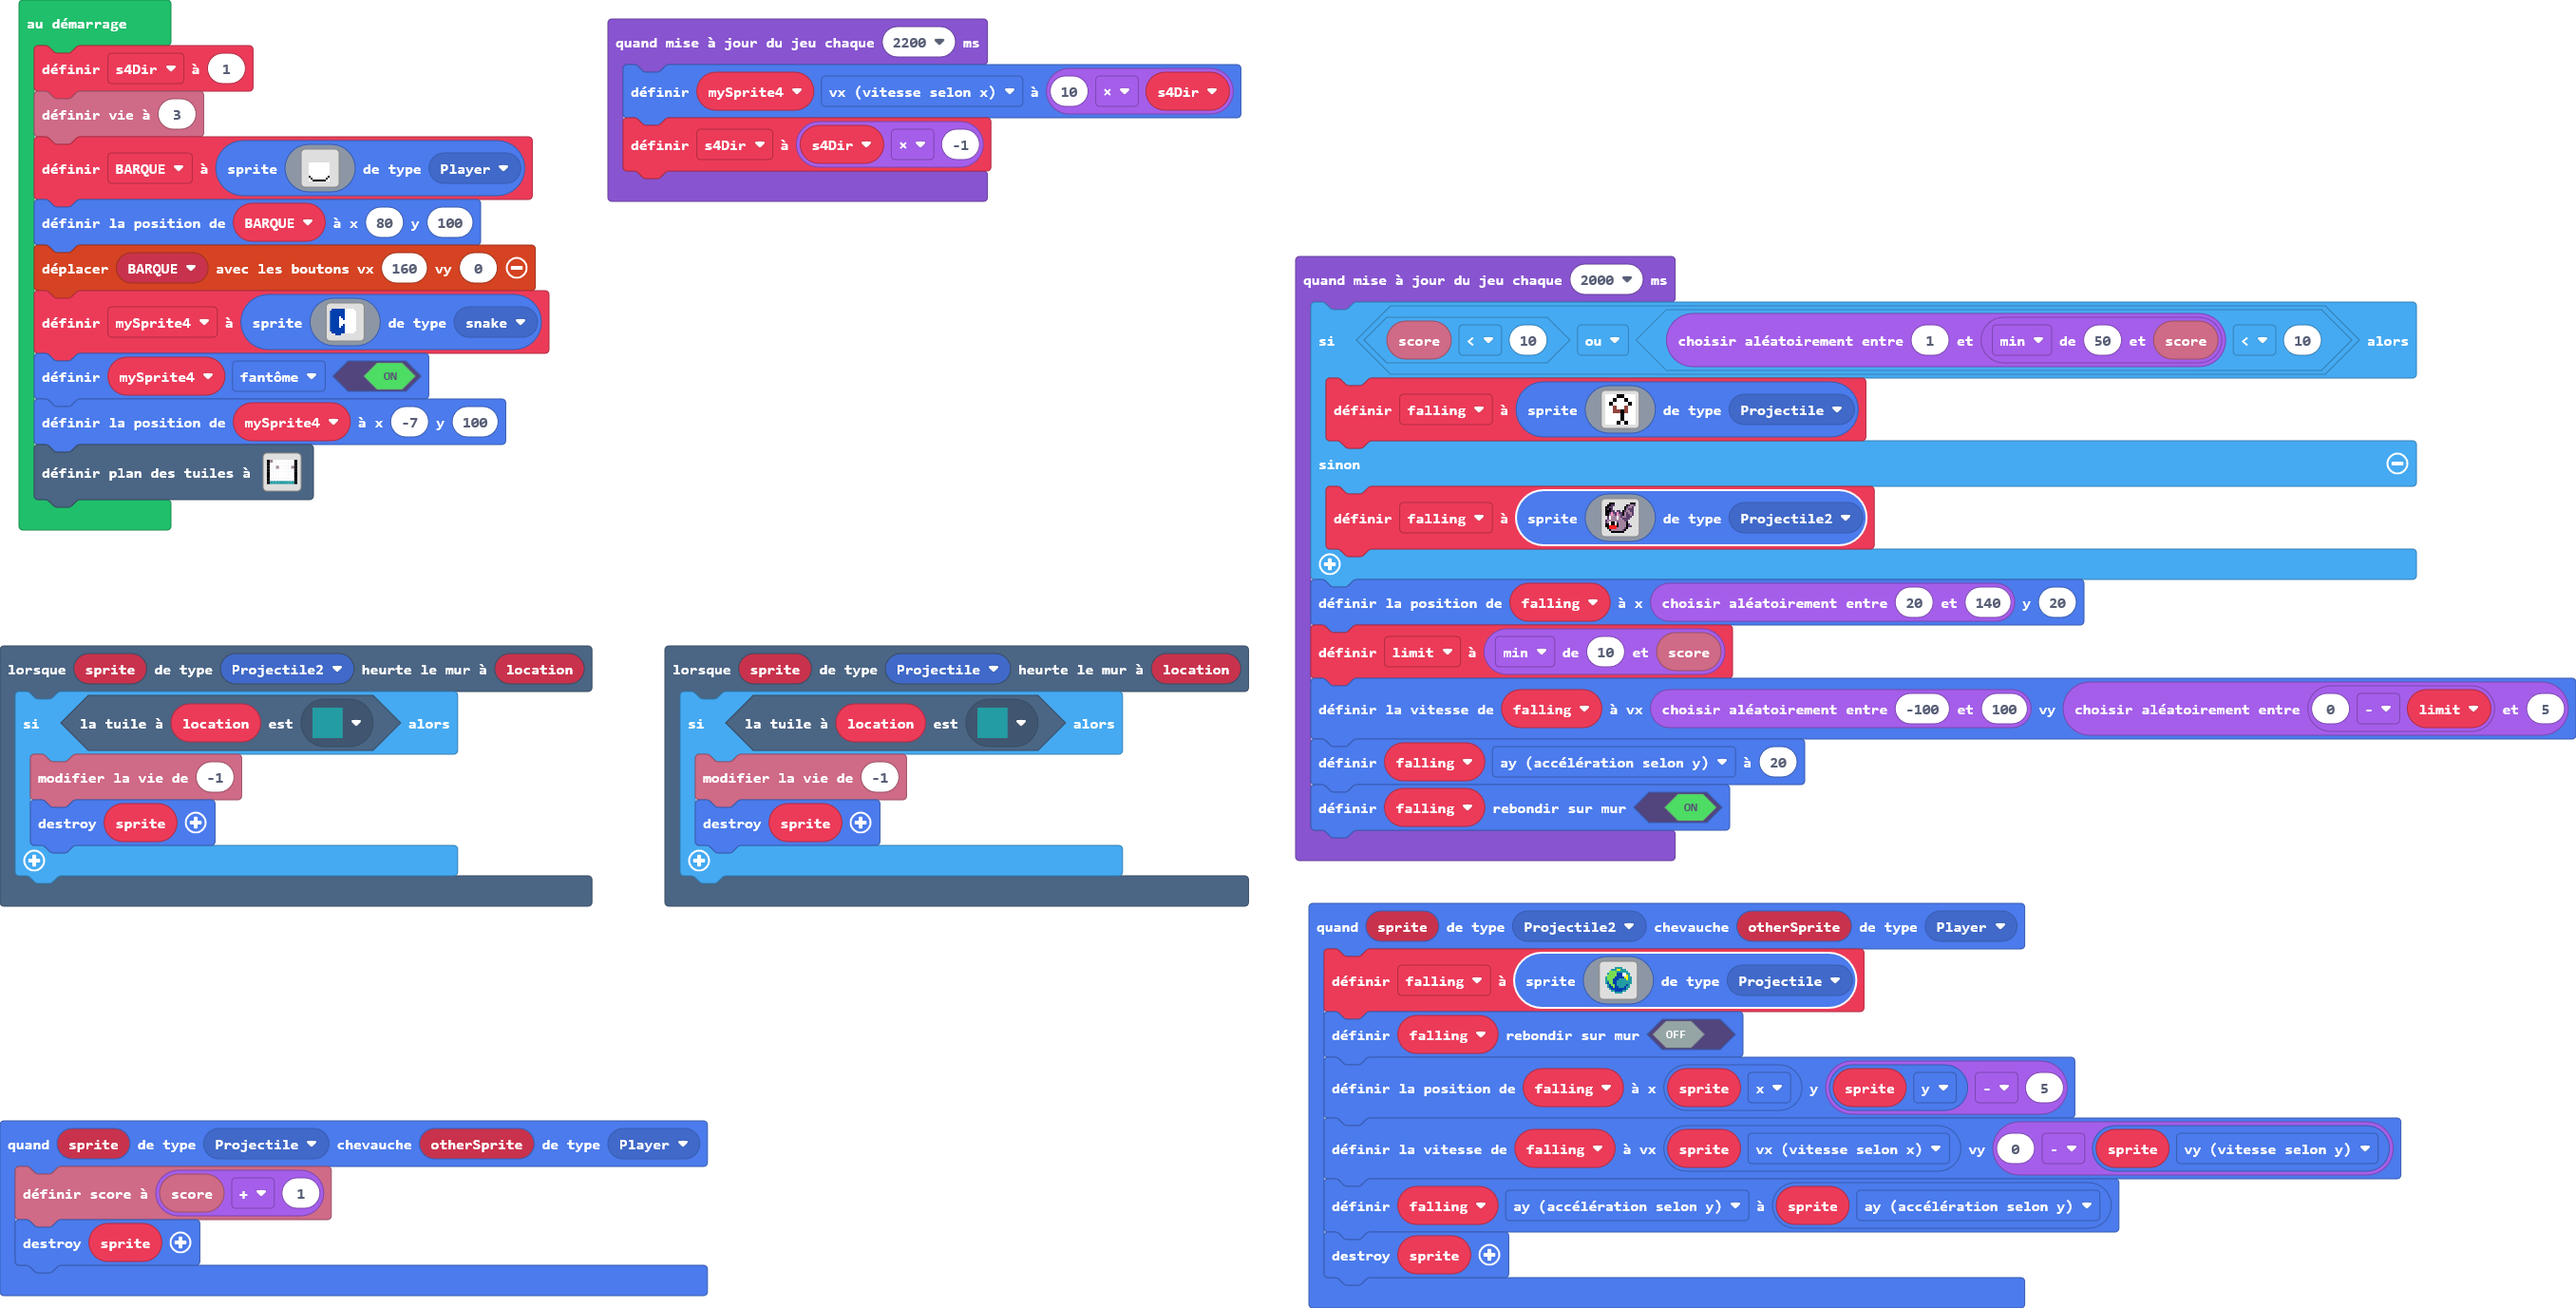 au démarrage
définir s4Dir à 1
définir vie à 3
définir BARQUE à sprite de type Player
définir la position de BARQUE à x 80 y 100
déplacer BARQUE avec les boutons vx 160 vy 0
définir mySprite4 à sprite de type snake
définir mySprite4 fantôme ON
définir la position de mySprite4 à x -7 y 100
définir plan des tuiles à
quand mise à jour du jeu chaque 2200 ms
définir mySprite4 vx (vitesse selon x) à 10 × s4Dir
définir s4Dir à s4Dir × -1
quand mise à jour du jeu chaque 2000 ms
si score < 10 ou choisir aléatoirement entre 1 et min de 50 et score < 10 alors
définir falling à sprite de type Projectile
sinon
définir falling à sprite de type Projectile2
définir la position de falling à x choisir aléatoirement entre 20 et 140 y 20
définir limit à min de 10 et score
définir la vitesse de falling à vx choisir aléatoirement entre -100 et 100 vy choisir aléatoirement entre 0 - limit et 5
définir falling ay (accélération selon y) à 20
définir falling rebondir sur mur ON
lorsque sprite de type Projectile2 heurte le mur à location
si la tuile à location est alors
modifier la vie de -1
destroy sprite
lorsque sprite de type Projectile heurte le mur à location
si la tuile à location est alors
modifier la vie de -1
destroy sprite
quand sprite de type Projectile2 chevauche otherSprite de type Player
définir falling à sprite de type Projectile
définir falling rebondir sur mur OFF
définir la position de falling à x sprite x y sprite y - 5
définir la vitesse de falling à vx sprite vx (vitesse selon x) vy 0 - sprite vy (vitesse selon y)
définir falling ay (accélération selon y) à sprite ay (accélération selon y)
destroy sprite
quand sprite de type Projectile chevauche otherSprite de type Player
définir score à score + 1
destroy sprite